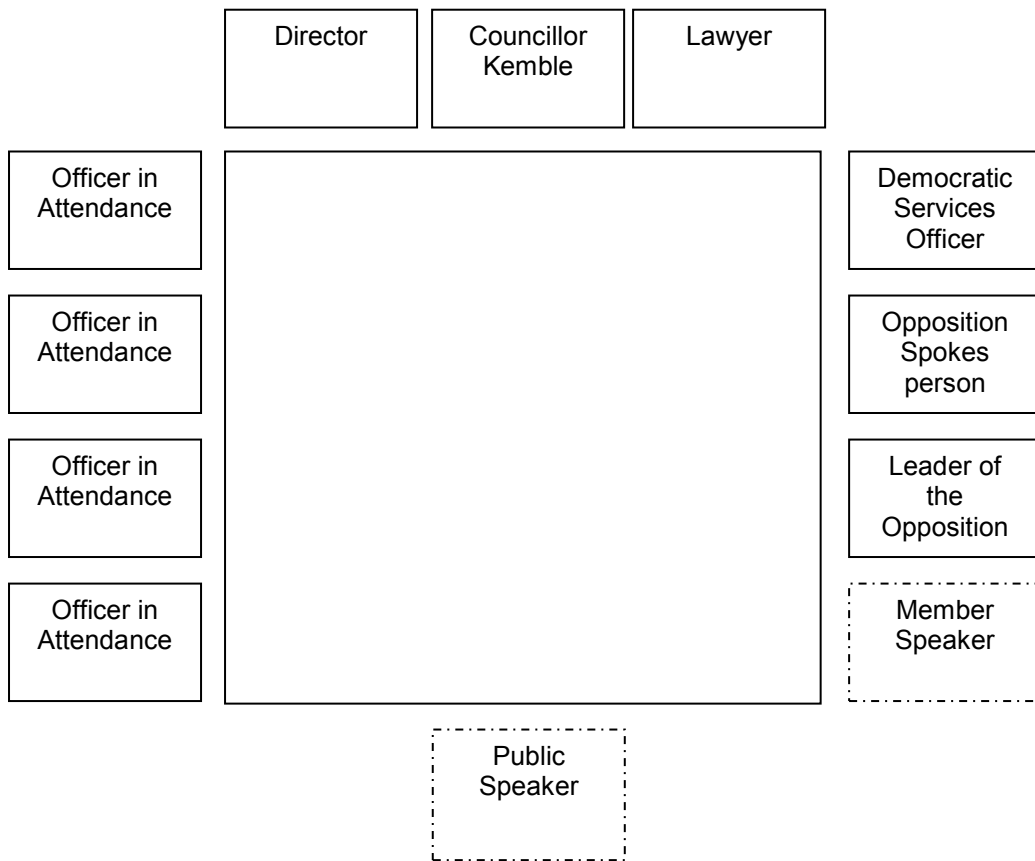 Director
Councillor
Kemble
Lawyer
Officer in
Attendance
Democratic
Services
Officer
Officer in
Attendance
Opposition
Spokes
person
Officer in
Attendance
Leader of
the
Opposition
Officer in
Attendance
Member
Speaker
Public
Speaker